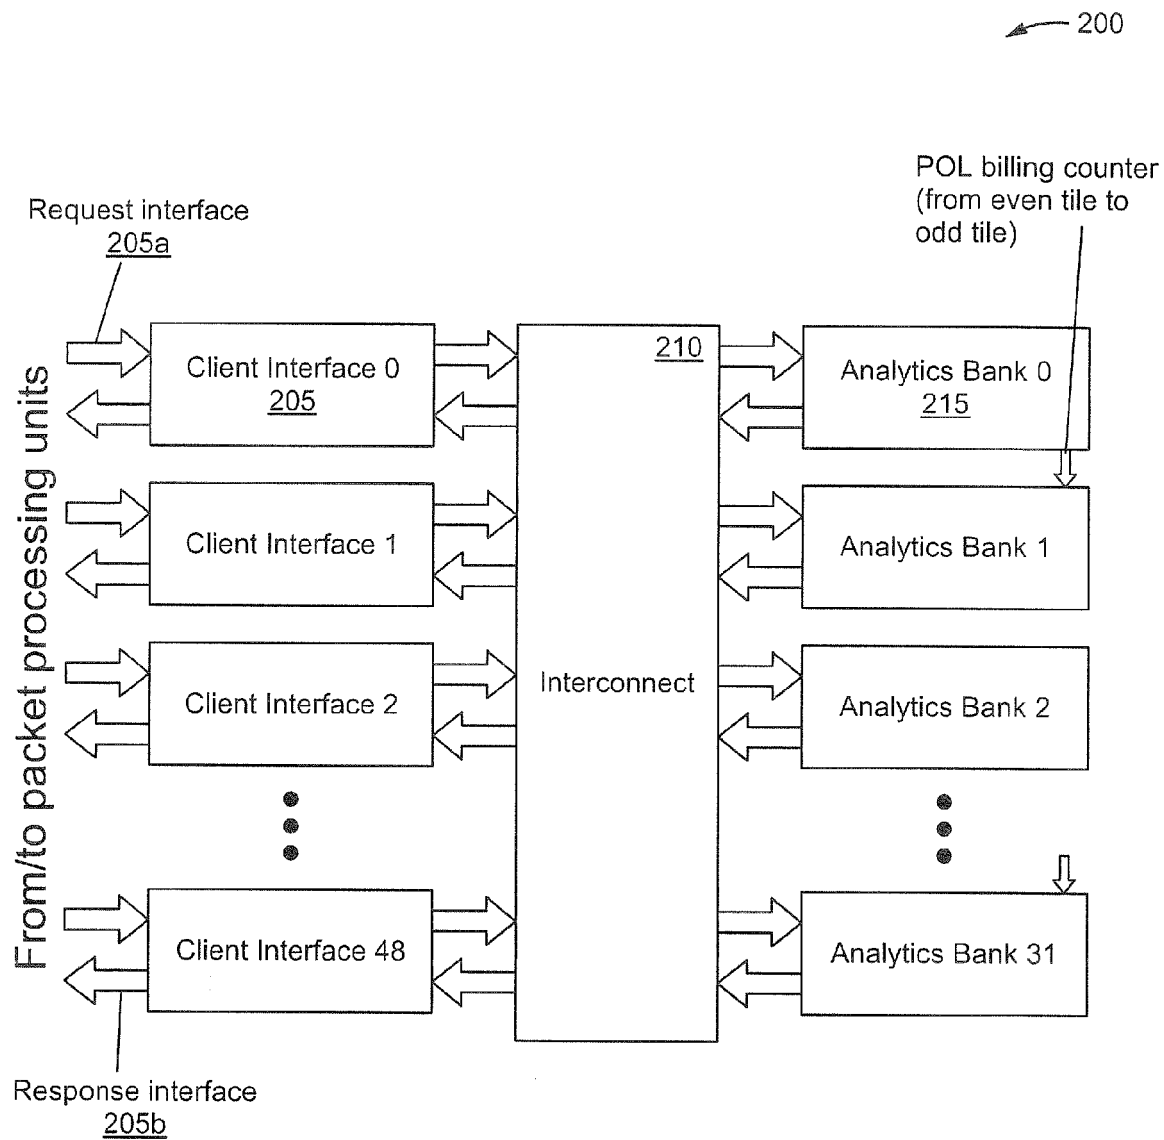 200
POL billing counter
(from even tile to
odd tile)
Request interface
205a
From/to packet processing units
Client Interface 0
205
210
Analytics Bank 0
215
Client Interface 1
Analytics Bank 1
Client Interface 2
Interconnect
Analytics Bank 2
Client Interface 48
Analytics Bank 31
Response interface
205b